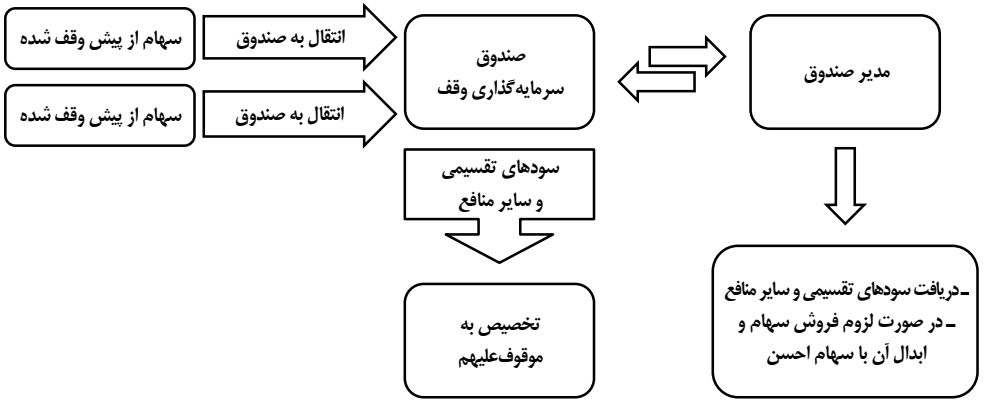 سهام از پیش وقف شده
انتقال به صندوق
سهام از پیش وقف شده
انتقال به صندوق
صندوق
سرمایه‌گذاری وقف
مدیر صندوق
سودهای تقسیمی
و سایر منافع
تخصیص به
موقوف‌علیهم
ـ دریافت سودهای تقسیمی و سایر منافع
ـ در صورت لزوم فروش سهام و
ابدال آن با سهام احسن